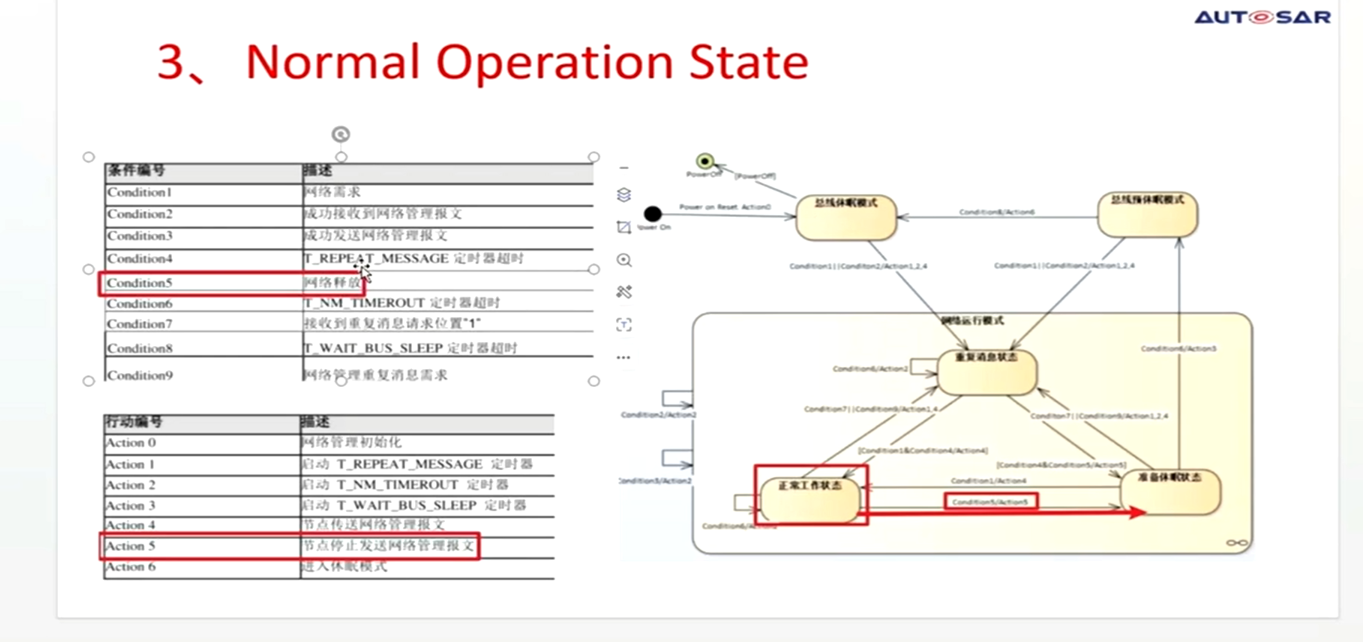 AUTOSAR
3、 Normal Operation State
条件编号 描述
Condition1 网络需求
Condition2 成功接收到网络管理报文
Condition3 成功发送网络管理报文
Condition4 T_REPEAT_MESSAGE 定时器超时
Condition5 网络释放
Condition6 T_NM_TIMEROUT 定时器超时
Condition7 接收到重复消息请求位置"1"
Condition8 T_WAIT_BUS_SLEEP 定时器超时
Condition9 网络管理重复消息需求
行动编号 描述
Action 0 网络管理初始化
Action 1 启动 T_REPEAT_MESSAGE 定时器
Action 2 启动 T_NM_TIMEROUT 定时器
Action 3 启动 T_WAIT_BUS_SLEEP 定时器
Action 4 节点传送网络管理报文
Action 5 节点停止发送网络管理报文
Action 6 进入休眠模式
PowerOff
[PowerOff]
Power on Reset Action0
ower On
总线休眠模式
Condition8/Action6
总线预休眠模式
Condition1||Conditon2/Action1,2,4
Condition1||Condition2/Action1,2,4
网络运行模式
重复消息状态
Condition6/Action3
Condition6/Action2
Condition2/Action2
Condition7||Condition9/Action1,4
Conditon7||Condition9/Action1,2,4
[Condition1&Condition4/Action4]
[Condition4&Condition5/Action5]
ondition3/Action2
正常工作状态
Condition1/Action4
准备休眠状态
Condition5/Action5